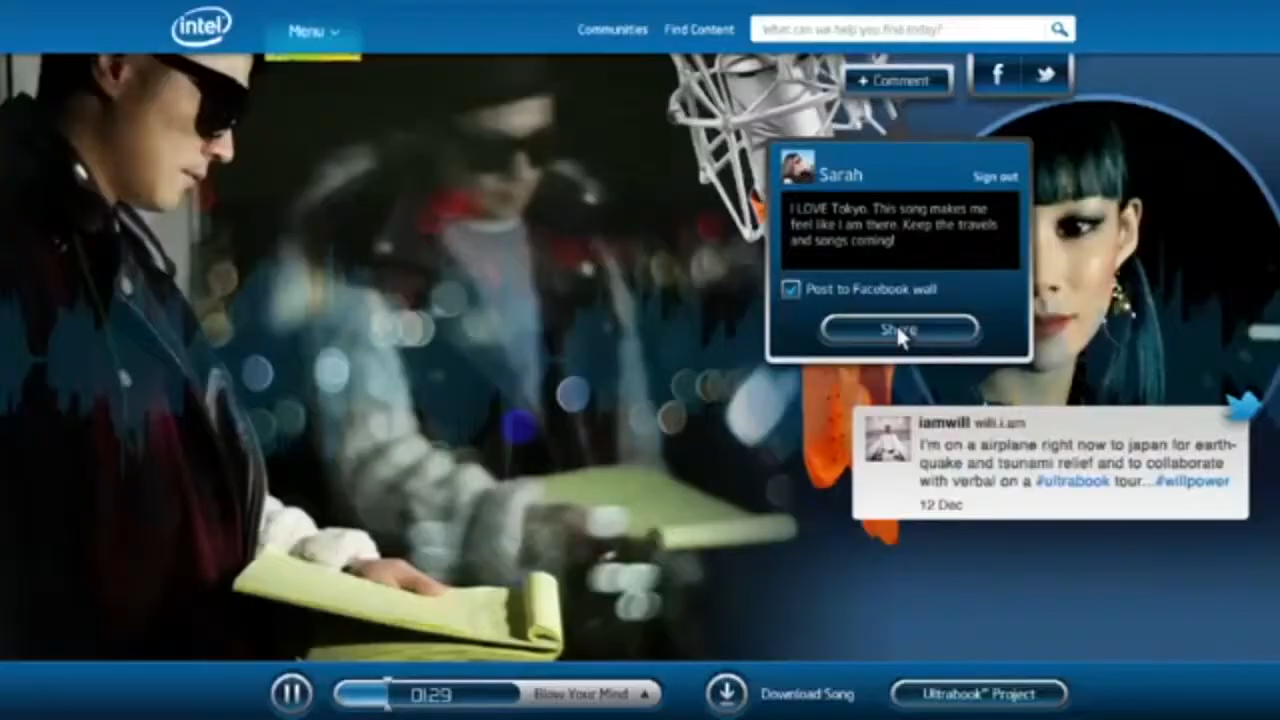 intel
Menu
Communities
Find Content
What can we help you find today?
+ Comment
f
Sarah
Sign out
I LOVE Tokyo. This song makes me
feel like I am there. Keep the travels
and songs coming!
Post to Facebook wall
Share
iamwill will.i.am
I'm on a airplane right now to japan for earth-
quake and tsunami relief and to collaborate
with verbal on a #ultrabook tour...#willpower
12 Dec
01:29
Blow Your Mind
Download Song
Ultrabook™ Project